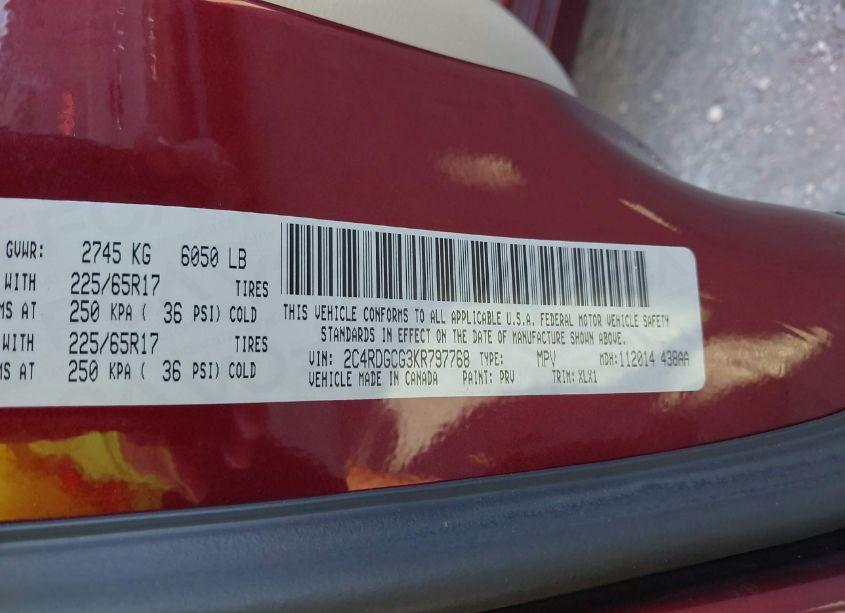 GVWR: 2745 KG 6050 LB
WITH 225/65R17 TIRES
MS AT 250 KPA ( 36 PSI) COLD
WITH 225/65R17 TIRES
MS AT 250 KPA ( 36 PSI) COLD
THIS VEHICLE CONFORMS TO ALL APPLICABLE U.S.A. FEDERAL MOTOR VEHICLE SAFETY
STANDARDS IN EFFECT ON THE DATE OF MANUFACTURE SHOWN ABOVE.
VIN: 2C4RDGCG3KR797768 TYPE: MPV MDH: 112014 438AA
VEHICLE MADE IN CANADA PAINT: PRV TRIM: XLX1